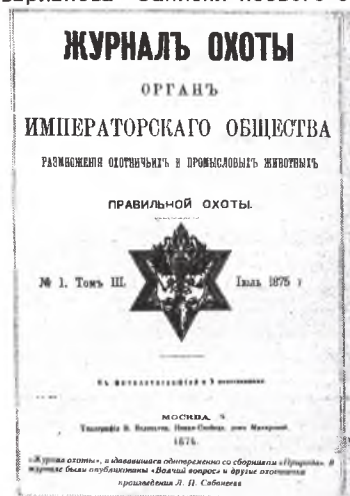 ЖУРНАЛЪ ОХОТЫ
ОРГАНЪ
ИМПЕРАТОРСКАГО ОБЩЕСТВА
РАЗМНОЖЕНІЯ ОХОТНИЧЬИХЪ И ПРОМЫСЛОВЫХЪ ЖИВОТНЫХЪ
ПРАВИЛЬНОЙ ОХОТЫ.
№ 1. Томъ III.
Іюль 1875 г
МОСКВА.
1875.
«Журнал охоты», издававшийся одновременно со сборником «Природа». В
журнале были опубликованы «Волчий вопрос» и другие охотничьи
произведения Л. П. Сабанеева